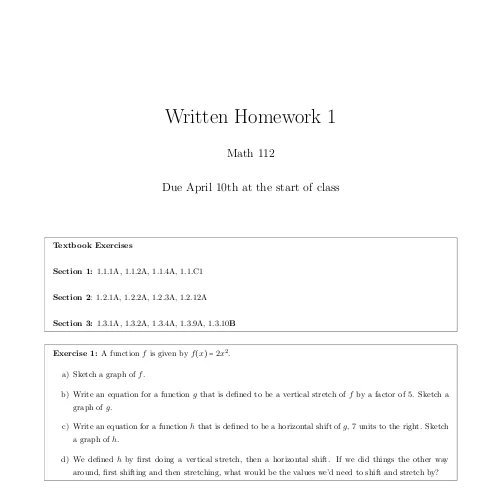 Written Homework 1
Math 112
Due April 10th at the start of class
Textbook Exercises
Section 1: 1.1.1A, 1.1.2A, 1.1.4A, 1.1.C1
Section 2: 1.2.1A, 1.2.2A, 1.2.3A, 1.2.12A
Section 3: 1.3.1A, 1.3.2A, 1.3.4A, 1.3.9A, 1.3.10B
Exercise 1: A function f is given by f(x) = 2x².
a) Sketch a graph of f.
b) Write an equation for a function g that is defined to be a vertical stretch of f by a factor of 5. Sketch a
graph of g.
c) Write an equation for a function h that is defined to be a horizontal shift of g, 7 units to the right. Sketch
a graph of h.
d) We defined h by first doing a vertical stretch, then a horizontal shift. If we did things the other way
around, first shifting and then stretching, what would be the values we'd need to shift and stretch by?